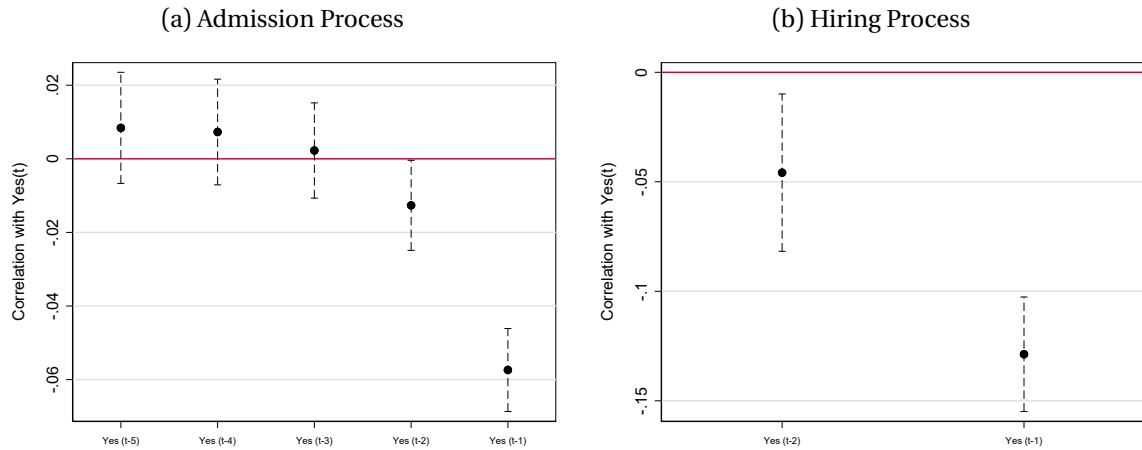 (a) Admission Process
Correlation with Yes(t)
.02
0
-.02
-.04
-.06
Yes (t-5) Yes (t-4) Yes (t-3) Yes (t-2) Yes (t-1)
(b) Hiring Process
Correlation with Yes(t)
0
-.05
-.1
-.15
Yes (t-2) Yes (t-1)